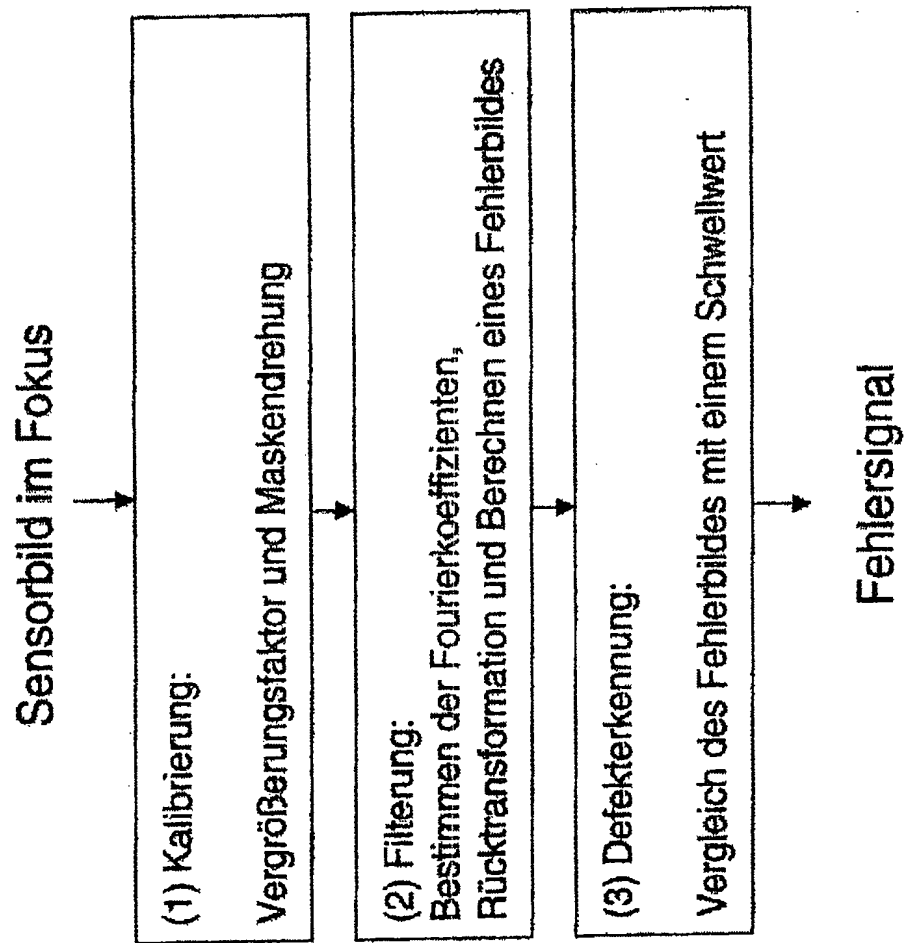 Sensorbild im Fokus
(1) Kalibrierung:
Vergrößerungsfaktor und Maskendrehung
(2) Filterung:
Bestimmen der Fourierkoeffizienten,
Rücktransformation und Berechnen eines Fehlerbildes
(3) Defekterkennung:
Vergleich des Fehlerbildes mit einem Schwellwert
Fehlersignal